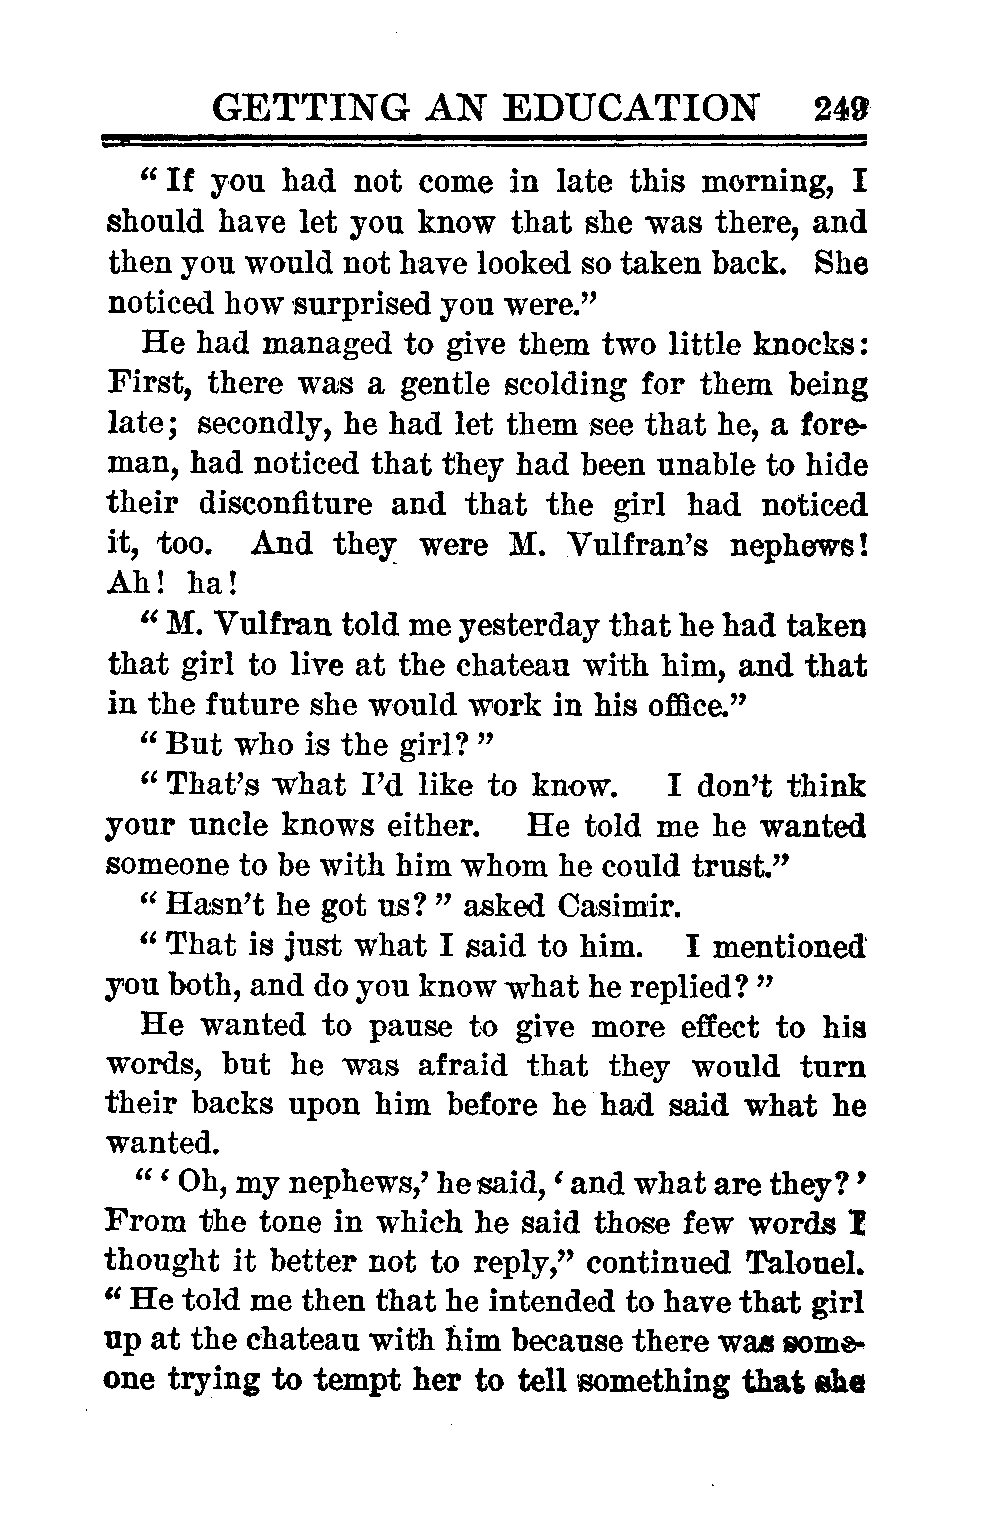 GETTING AN EDUCATION 249
" If you had not come in late this morning, I
should have let you know that she was there, and
then you would not have looked so taken back. She
noticed how surprised you were."
He had managed to give them two little knocks:
First, there was a gentle scolding for them being
late; secondly, he had let them see that he, a fore-
man, had noticed that they had been unable to hide
their disconfiture and that the girl had noticed
it, too. And they were M. Vulfran's nephews!
Ah! ha!
" M. Vulfran told me yesterday that he had taken
that girl to live at the chateau with him, and that
in the future she would work in his office."
" But who is the girl? "
" That's what I'd like to know. I don't think
your uncle knows either. He told me he wanted
someone to be with him whom he could trust."
" Hasn't he got us? " asked Casimir.
" That is just what I said to him. I mentioned
you both, and do you know what he replied? "
He wanted to pause to give more effect to his
words, but he was afraid that they would turn
their backs upon him before he had said what he
wanted.
" ' Oh, my nephews,' he said, ' and what are they? '
From the tone in which he said those few words I
thought it better not to reply," continued Talouel.
" He told me then that he intended to have that girl
up at the chateau with him because there was some-
one trying to tempt her to tell something that she